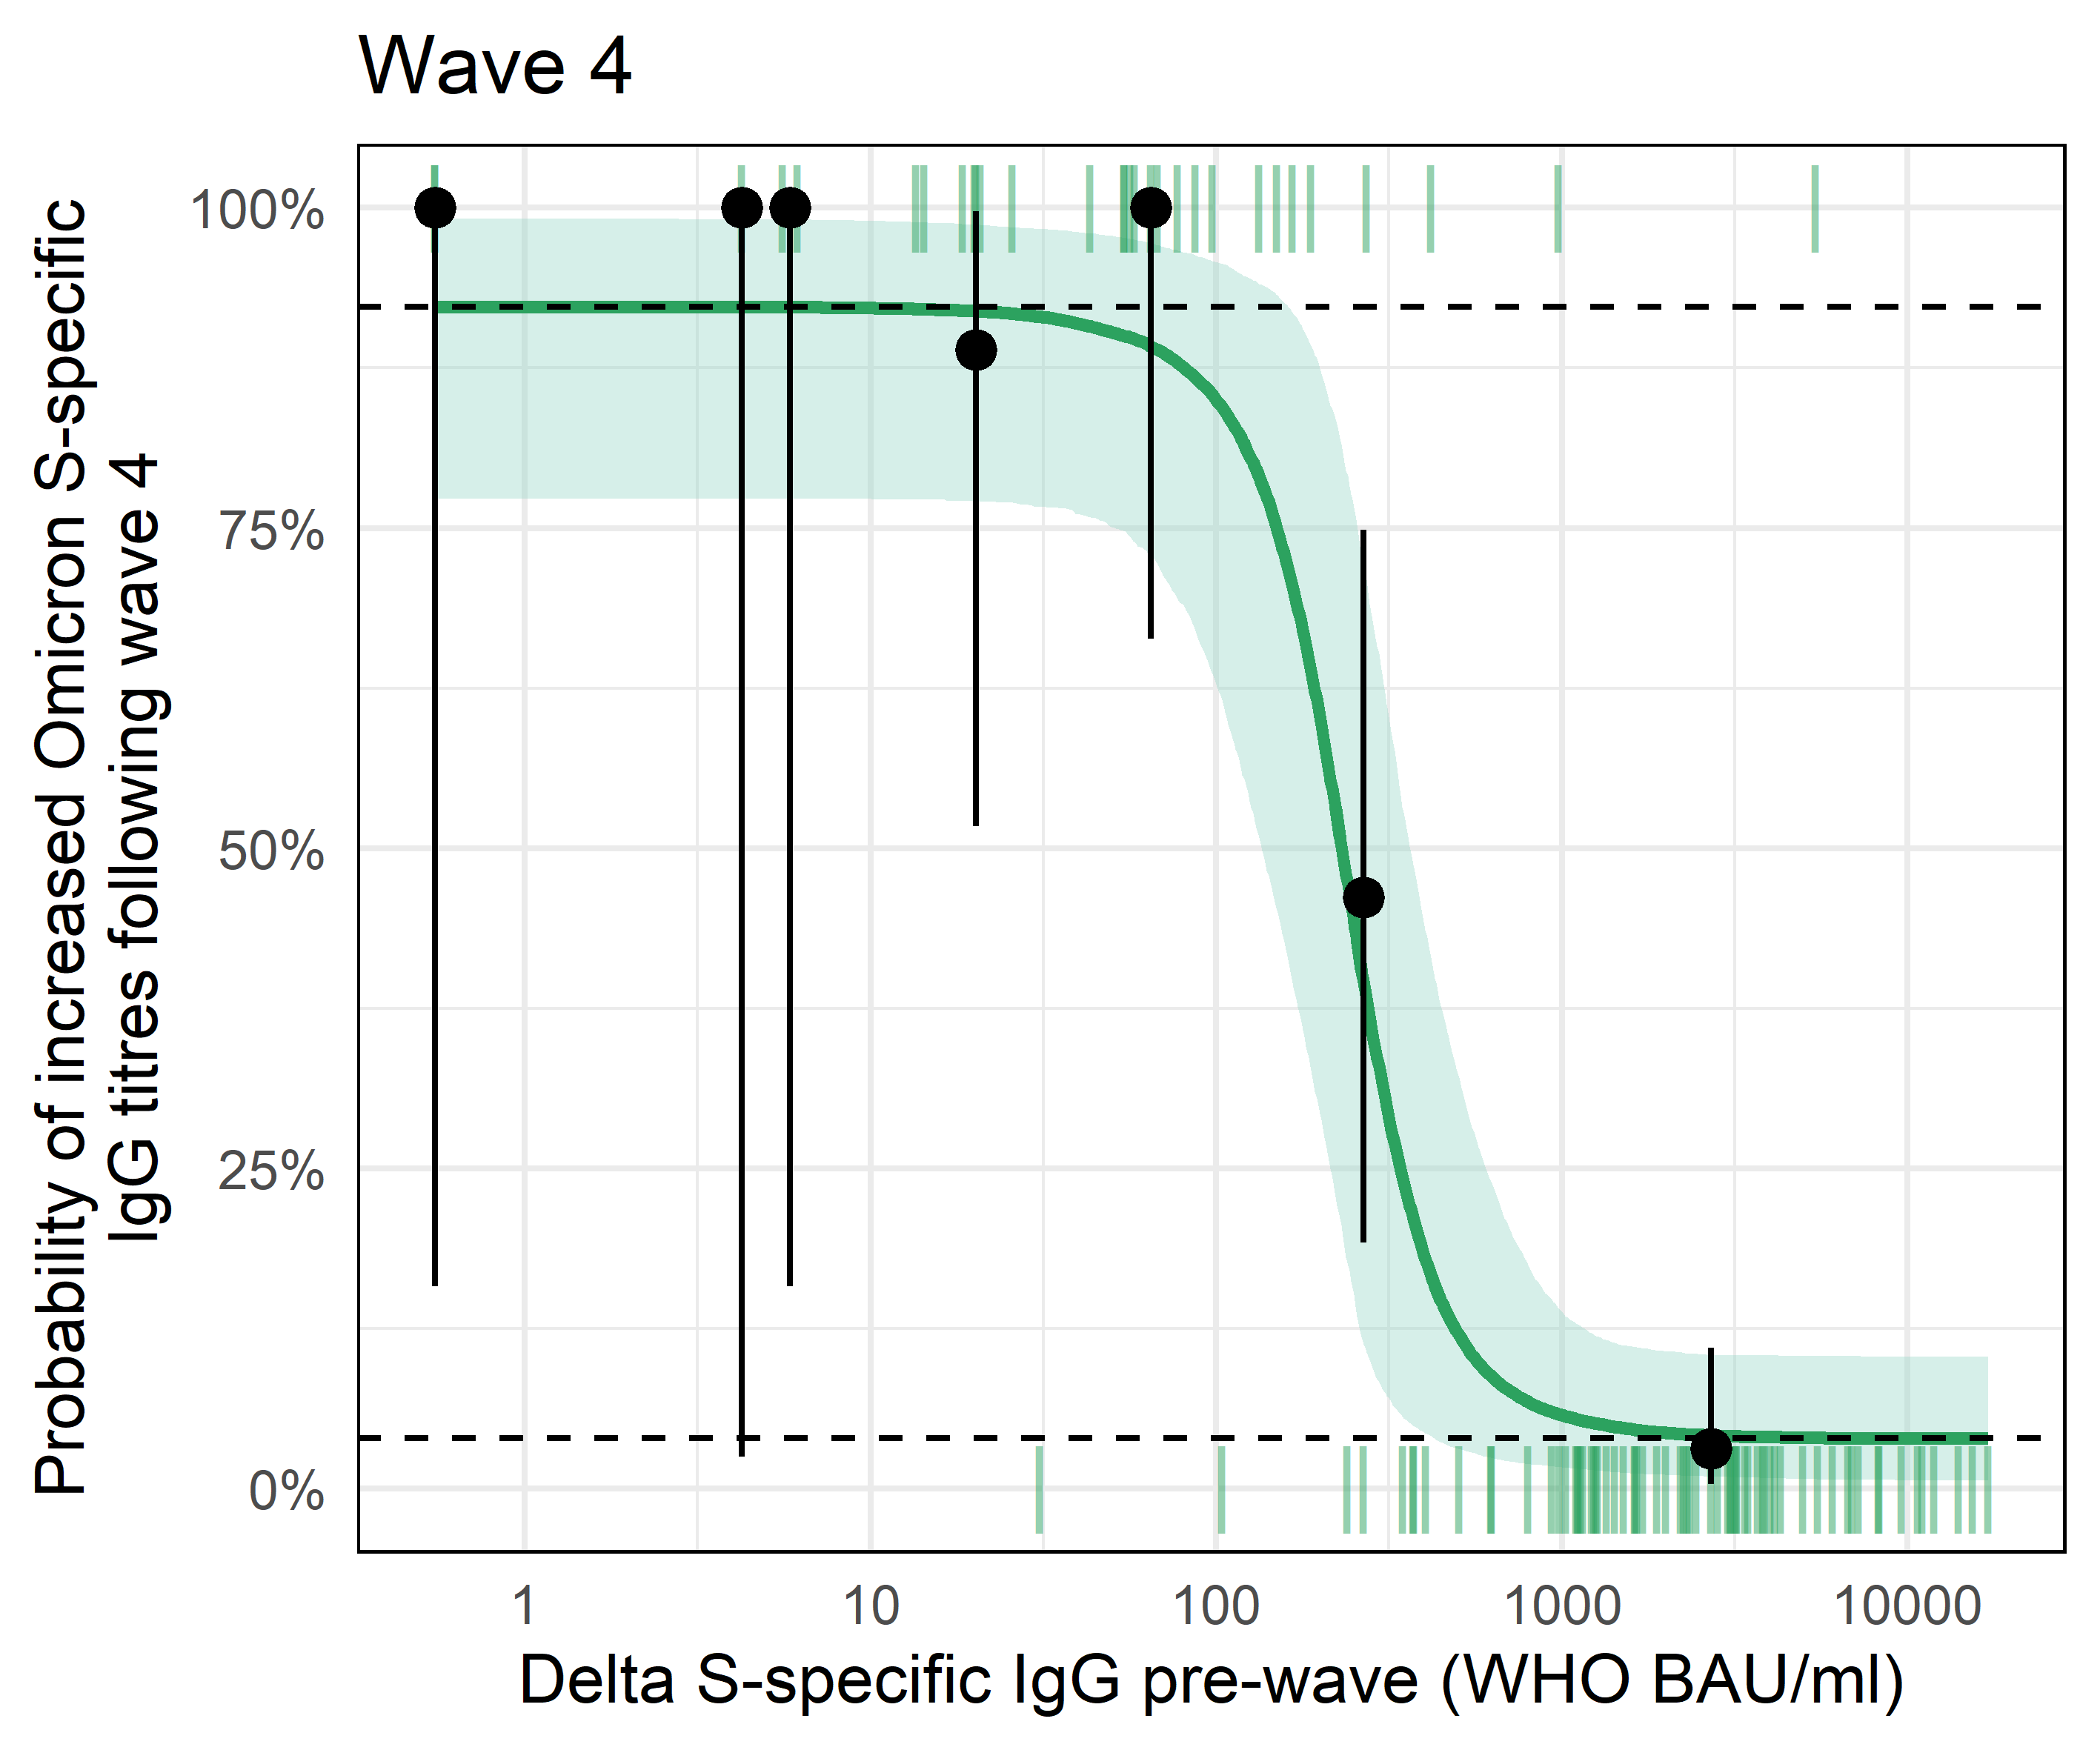 Wave 4
Probability of increased Omicron S-specific
IgG titres following wave 4
100%
75%
50%
25%
0%
1
10
100
1000
10000
Delta S-specific IgG pre-wave (WHO BAU/ml)